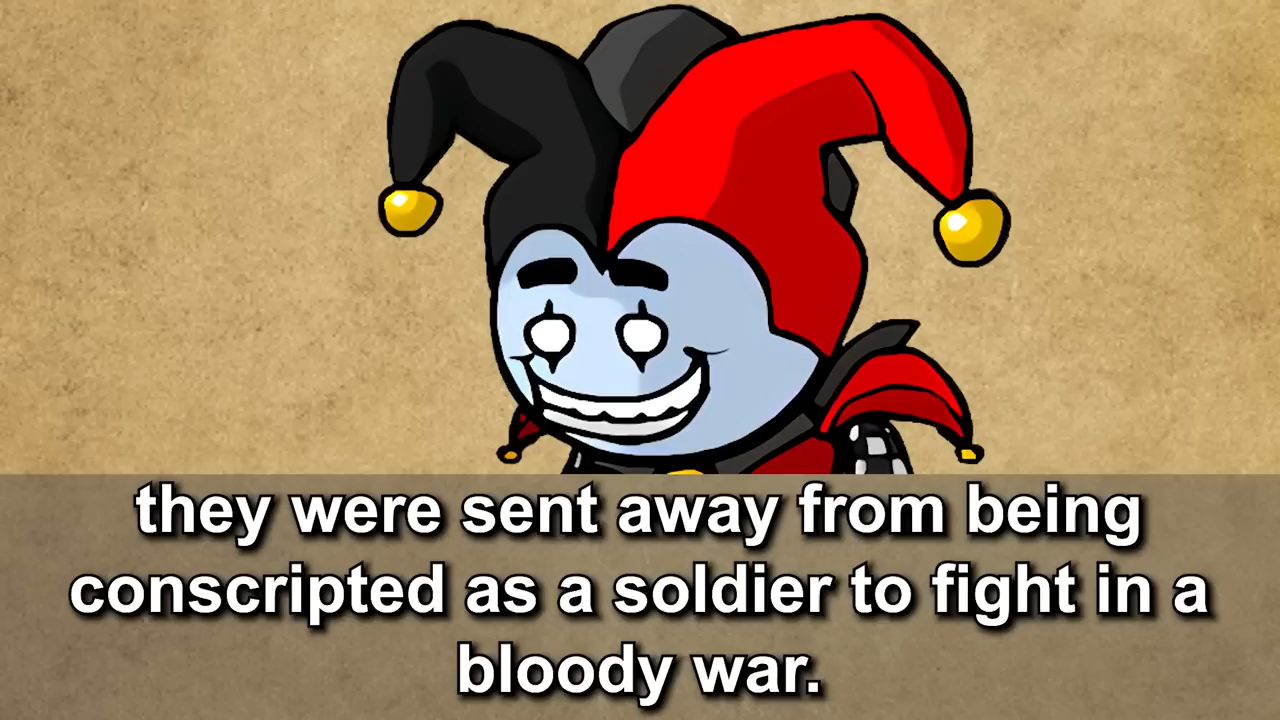 they were sent away from being
conscripted as a soldier to fight in a
bloody war.